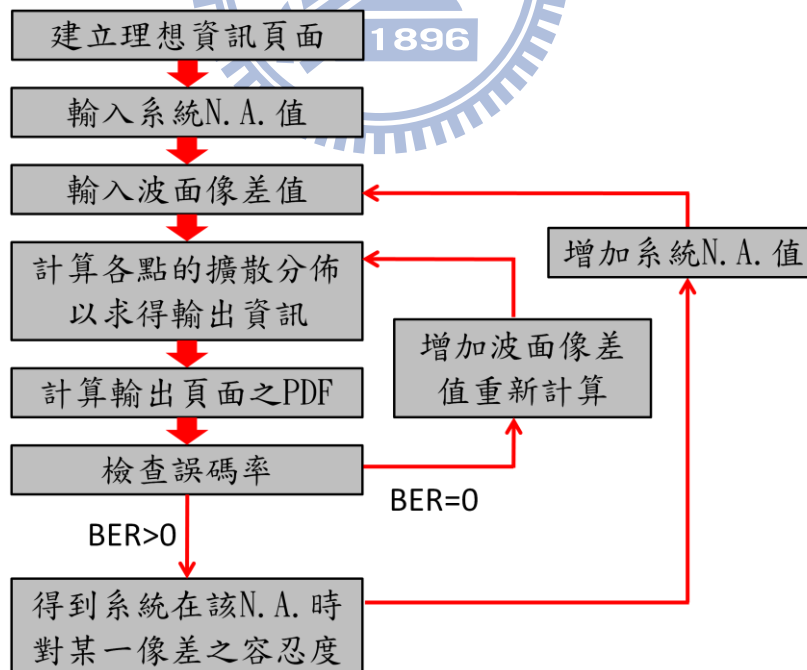 建立理想資訊頁面
1896
輸入系統N.A.值
輸入波面像差值
計算各點的擴散分佈
以求得輸出資訊
計算輸出頁面之PDF
檢查誤碼率
BER>0
BER=0
增加波面像差
值重新計算
增加系統N.A.值
得到系統在該N.A.時
對某一像差之容忍度